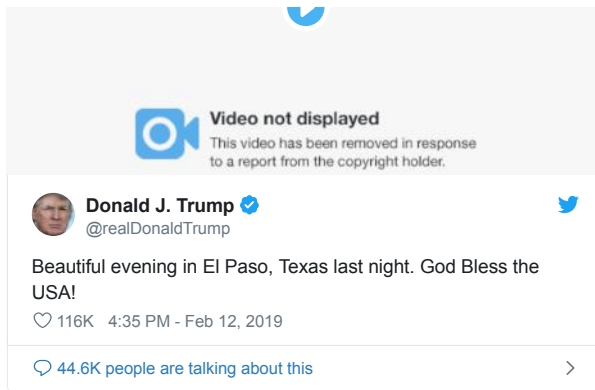 Video not displayed
This video has been removed in response
to a report from the copyright holder.
Donald J. Trump
@realDonaldTrump
Beautiful evening in El Paso, Texas last night. God Bless the
USA!
116K 4:35 PM - Feb 12, 2019
44.6K people are talking about this